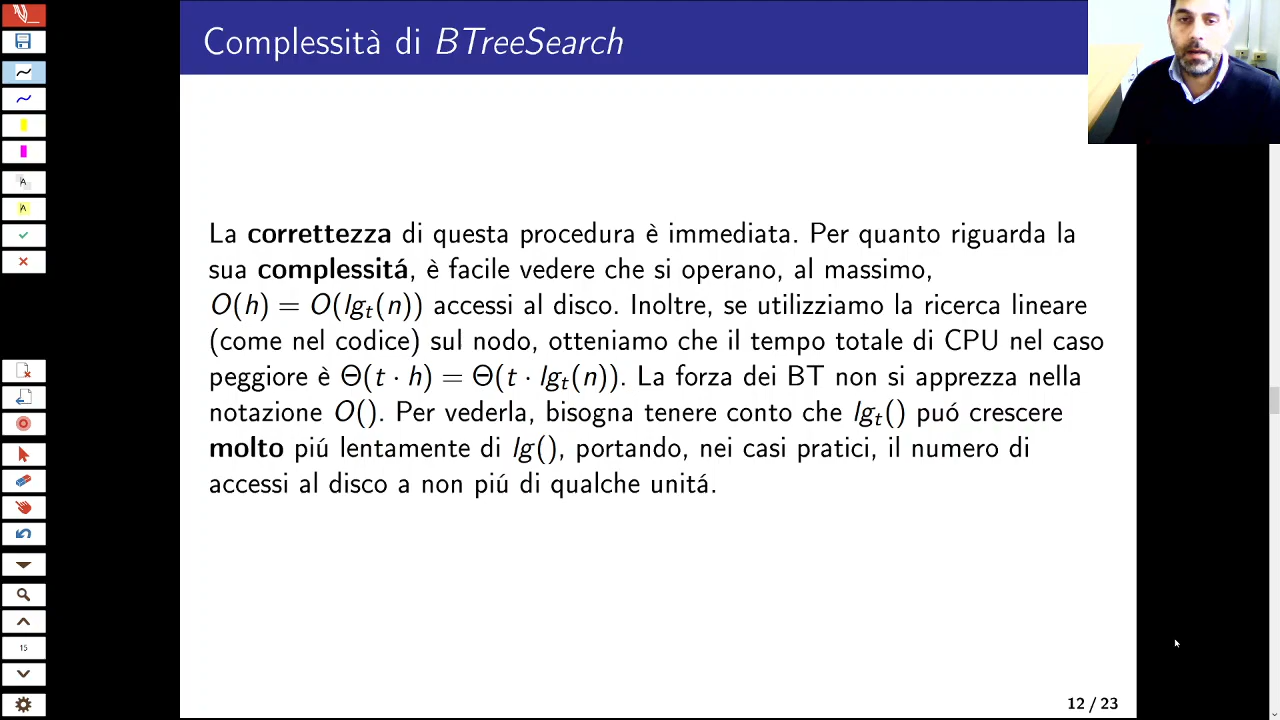 Complessità di BTreeSearch
La correttezza di questa procedura è immediata. Per quanto riguarda la
sua complessitá, è facile vedere che si operano, al massimo,
O(h) = O(lgₜ(n)) accessi al disco. Inoltre, se utilizziamo la ricerca lineare
(come nel codice) sul nodo, otteniamo che il tempo totale di CPU nel caso
peggiore è Θ(t · h) = Θ(t · lgₜ(n)). La forza dei BT non si apprezza nella
notazione O(). Per vederla, bisogna tenere conto che lgₜ() puó crescere
molto piú lentamente di lg(), portando, nei casi pratici, il numero di
accessi al disco a non piú di qualche unitá.
15
12 / 23